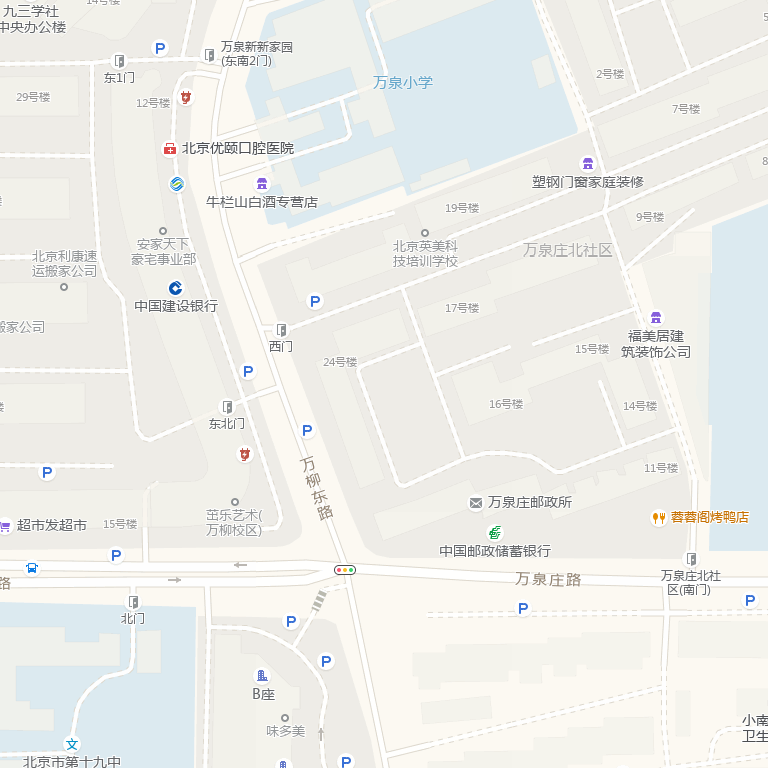 九三学社
中央办公楼
14号楼
P
万泉新新家园
(东南2门)
东1门
万泉小学
2号楼
29号楼
12号楼
7号楼
北京优颐口腔医院
牛栏山白酒专营店
塑钢门窗家庭装修
19号楼
9号楼
安家天下
豪宅事业部
北京英美科
技培训学校
万泉庄北社区
北京利康速
运搬家公司
中国建设银行
P
17号楼
搬家公司
西门
福美居建
筑装饰公司
24号楼
15号楼
P
16号楼
14号楼
东北门
P
万柳东路
11号楼
P
茁乐艺术(
万柳校区)
万泉庄邮政所
超市发超市
15号楼
蓉蓉阁烤鸭店
中国邮政储蓄银行
P
路
万泉庄路
万泉庄北社
区(南门)
北门
P
P
P
P
B座
味多美
小南
卫生
文
北京市第十九中
P